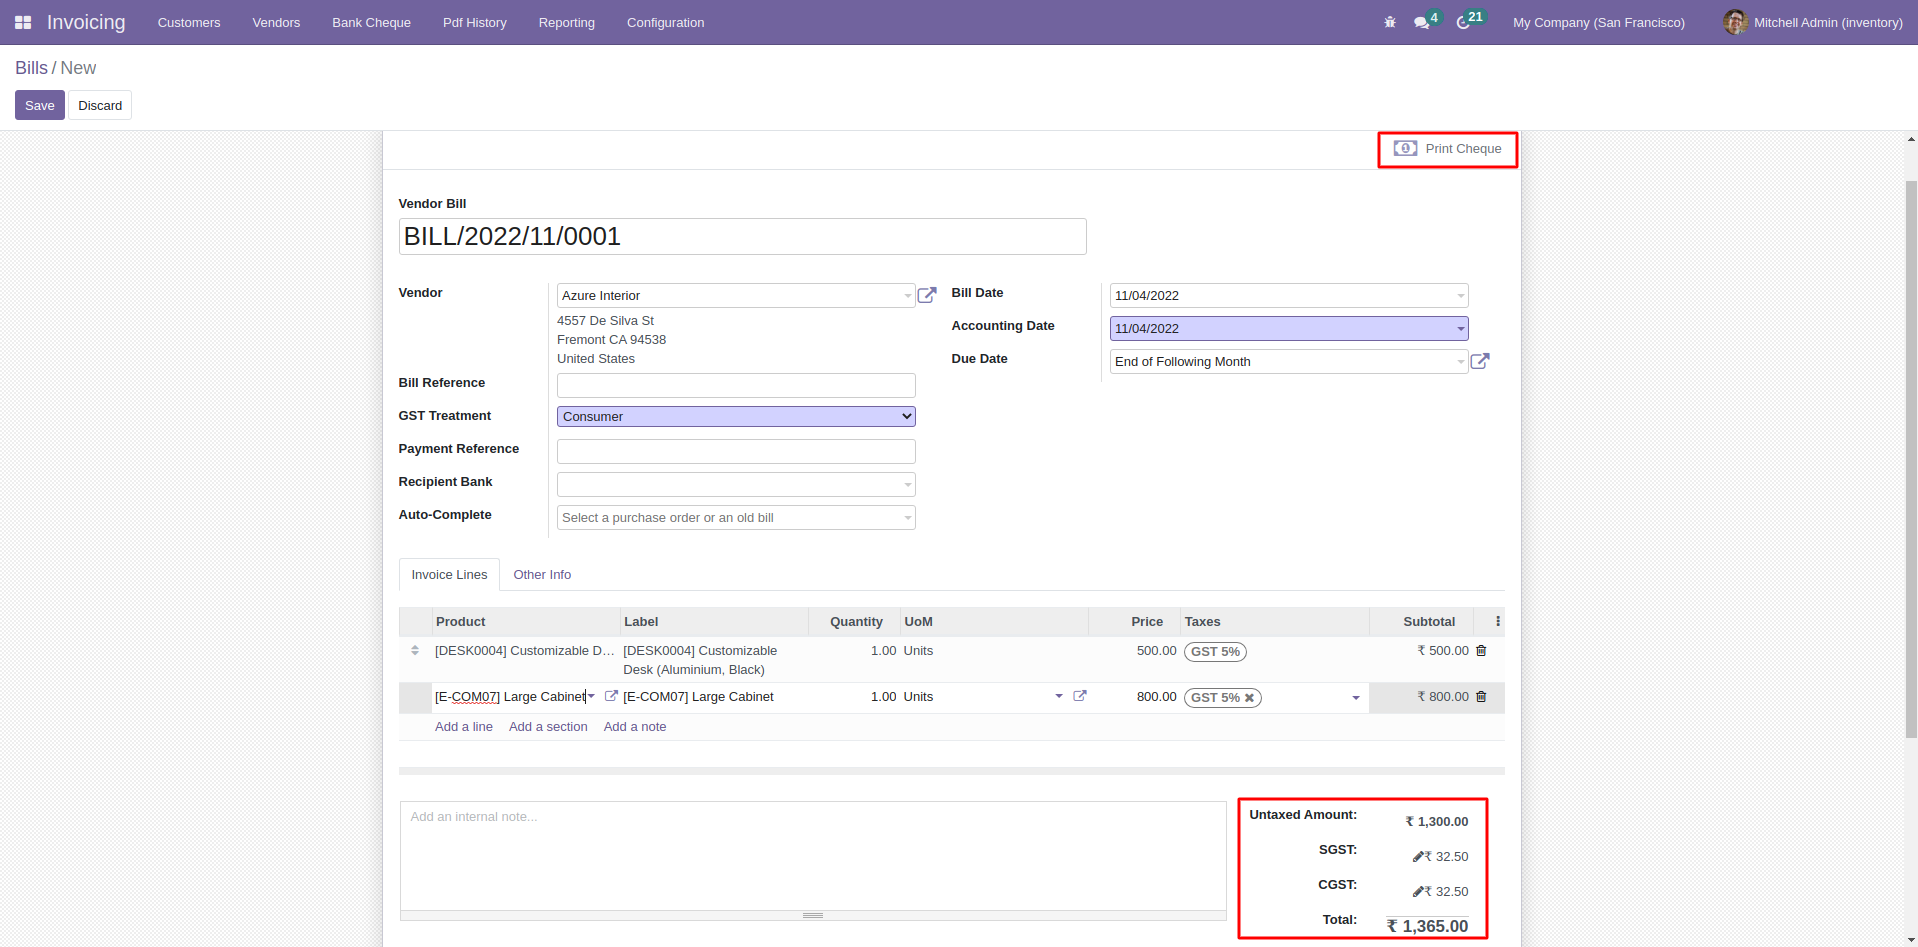 Invoicing Customers Vendors Bank Cheque Pdf History Reporting Configuration 4 21 My Company (San Francisco) Mitchell Admin (inventory)
Bills / New
Save Discard
Print Cheque
Vendor Bill
BILL/2022/11/0001
Vendor Azure Interior Bill Date 11/04/2022
4557 De Silva St
Fremont CA 94538
United States
Accounting Date 11/04/2022
Due Date End of Following Month
Bill Reference
GST Treatment Consumer
Payment Reference
Recipient Bank
Auto-Complete Select a purchase order or an old bill
Invoice Lines Other Info
Product Label Quantity UoM Price Taxes Subtotal
[DESK0004] Customizable D... [DESK0004] Customizable 1.00 Units 500.00 GST 5% ₹ 500.00
Desk (Aluminium, Black)
[E-COM07] Large Cabinet [E-COM07] Large Cabinet 1.00 Units 800.00 GST 5% ₹ 800.00
Add a line Add a section Add a note
Add an internal note...
Untaxed Amount: ₹ 1,300.00
SGST: ₹ 32.50
CGST: ₹ 32.50
Total: ₹ 1,365.00